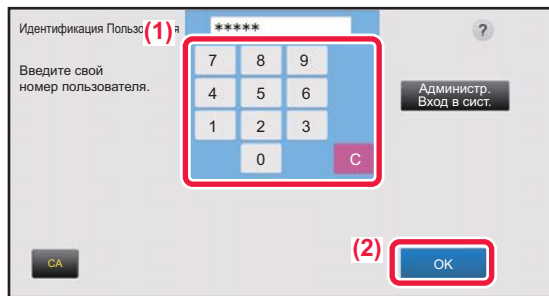 Идентификация Пользователя
(1)
*****
?
Введите свой
номер пользователя.
7 8 9
4 5 6
1 2 3
0 C
Администр.
Вход в сист.
(2)
CA
OK